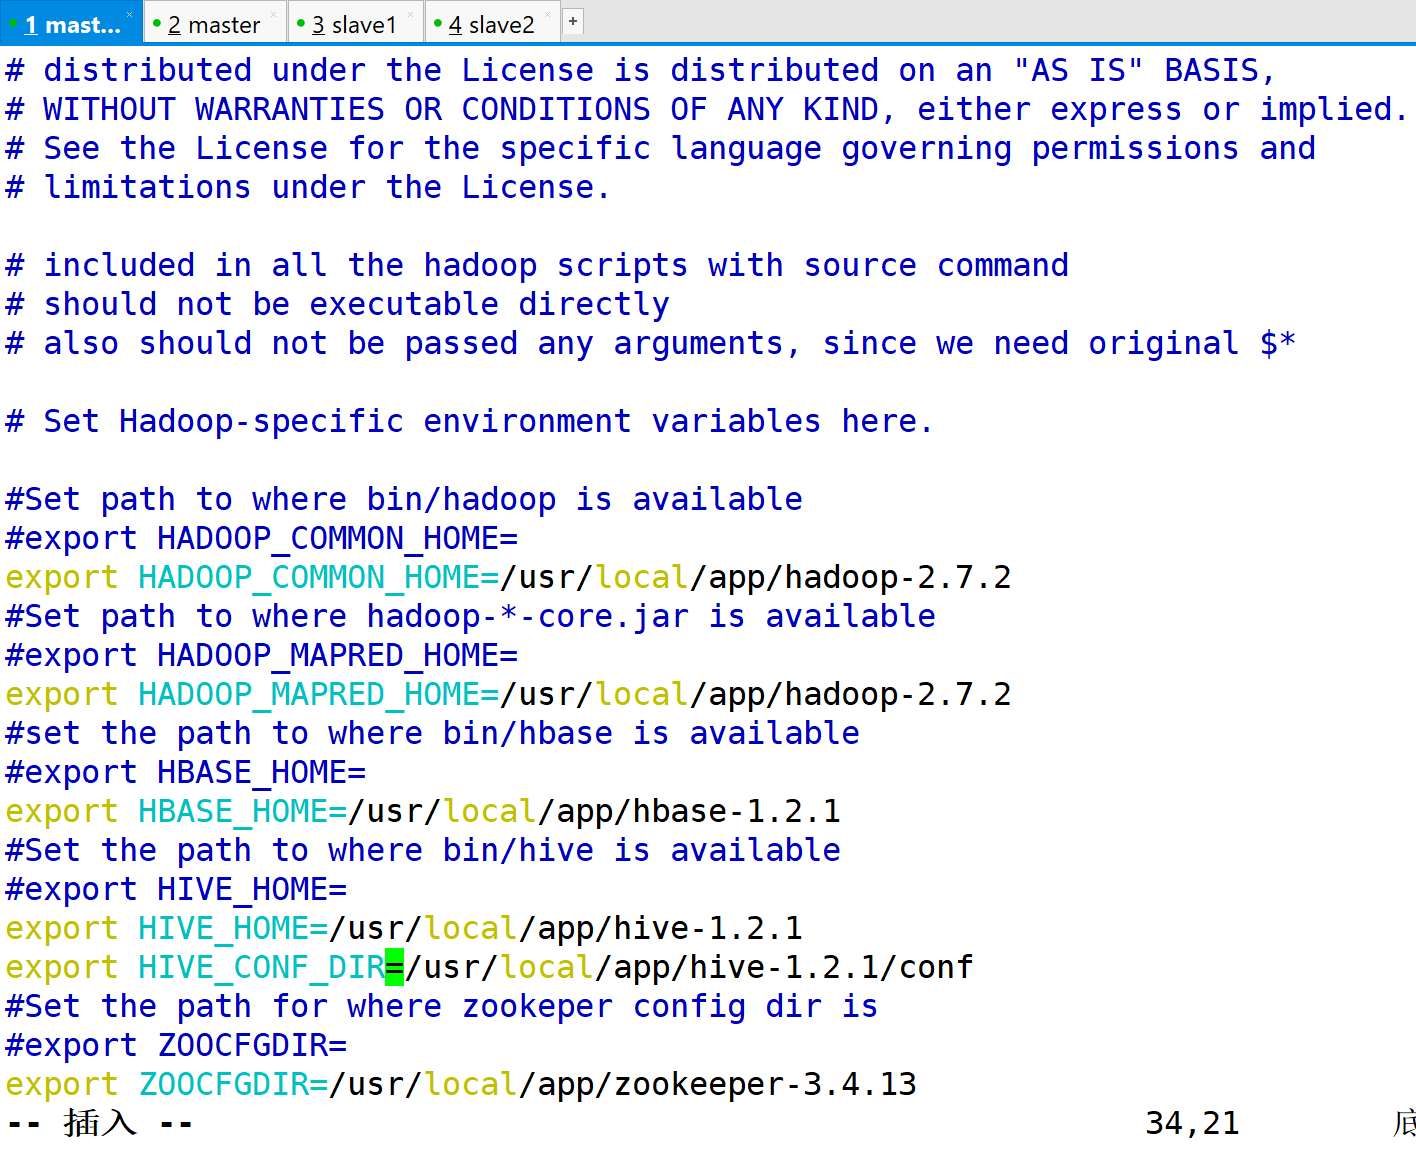 1 mast... × 2 master × 3 slave1 × 4 slave2 × +
# distributed under the License is distributed on an "AS IS" BASIS,
# WITHOUT WARRANTIES OR CONDITIONS OF ANY KIND, either express or implied.
# See the License for the specific language governing permissions and
# limitations under the License.
# included in all the hadoop scripts with source command
# should not be executable directly
# also should not be passed any arguments, since we need original $*
# Set Hadoop-specific environment variables here.
#Set path to where bin/hadoop is available
#export HADOOP_COMMON_HOME=
export HADOOP_COMMON_HOME=/usr/local/app/hadoop-2.7.2
#Set path to where hadoop-*-core.jar is available
#export HADOOP_MAPRED_HOME=
export HADOOP_MAPRED_HOME=/usr/local/app/hadoop-2.7.2
#set the path to where bin/hbase is available
#export HBASE_HOME=
export HBASE_HOME=/usr/local/app/hbase-1.2.1
#Set the path to where bin/hive is available
#export HIVE_HOME=
export HIVE_HOME=/usr/local/app/hive-1.2.1
export HIVE_CONF_DIR=/usr/local/app/hive-1.2.1/conf
#Set the path for where zookeper config dir is
#export ZOOCFGDIR=
export ZOOCFGDIR=/usr/local/app/zookeeper-3.4.13
-- 插入 -- 34,21 底